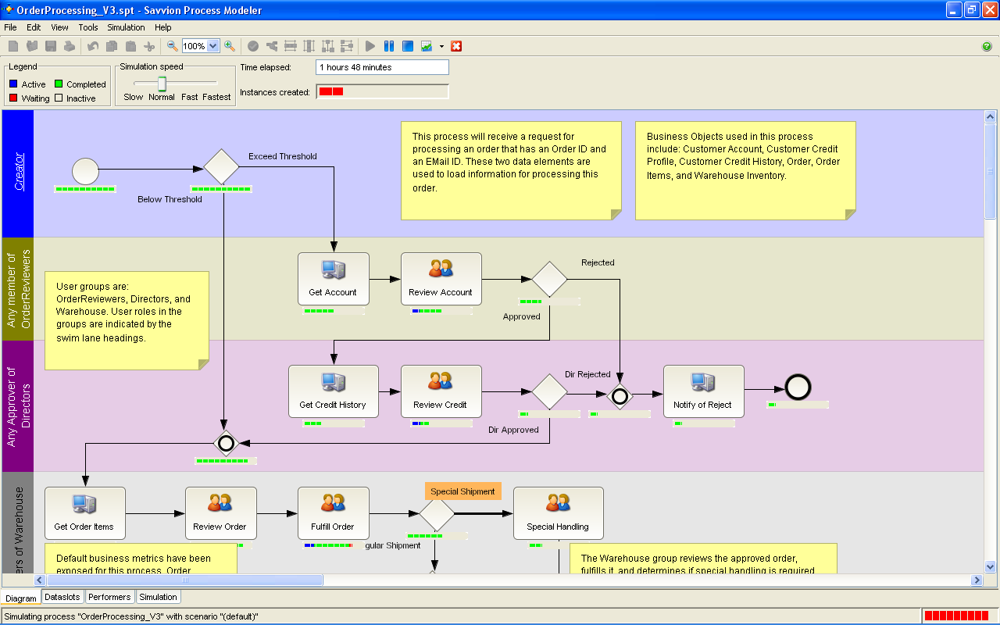 OrderProcessing_V3.spt - Savvion Process Modeler
File Edit View Tools Simulation Help
100%
Legend
Active Completed
Waiting Inactive
Simulation speed
Slow Normal Fast Fastest
Time elapsed: 1 hours 48 minutes
Instances created:
Creator
Exceed Threshold
Below Threshold
This process will receive a request for
processing an order that has an Order ID and
an EMail ID. These two data elements are
used to load information for processing this
order.
Business Objects used in this process
include: Customer Account, Customer Credit
Profile, Customer Credit History, Order, Order
Items, and Warehouse Inventory.
Any member of
OrderReviewers
User groups are:
OrderReviewers, Directors, and
Warehouse. User roles in the
groups are indicated by the
swim lane headings.
Get Account
Review Account
Rejected
Approved
Any Approver of
Directors
Get Credit History
Review Credit
Dir Rejected
Dir Approved
Notify of Reject
ers of Warehouse
Get Order Items
Review Order
Fulfill Order
Special Shipment
Special Handling
gular Shipment
Default business metrics have been
exposed for this process. Order
The Warehouse group reviews the approved order,
fulfills it, and determines if special handling is required
Diagram Dataslots Performers Simulation
Simulating process "OrderProcessing_V3" with scenario "(default)"